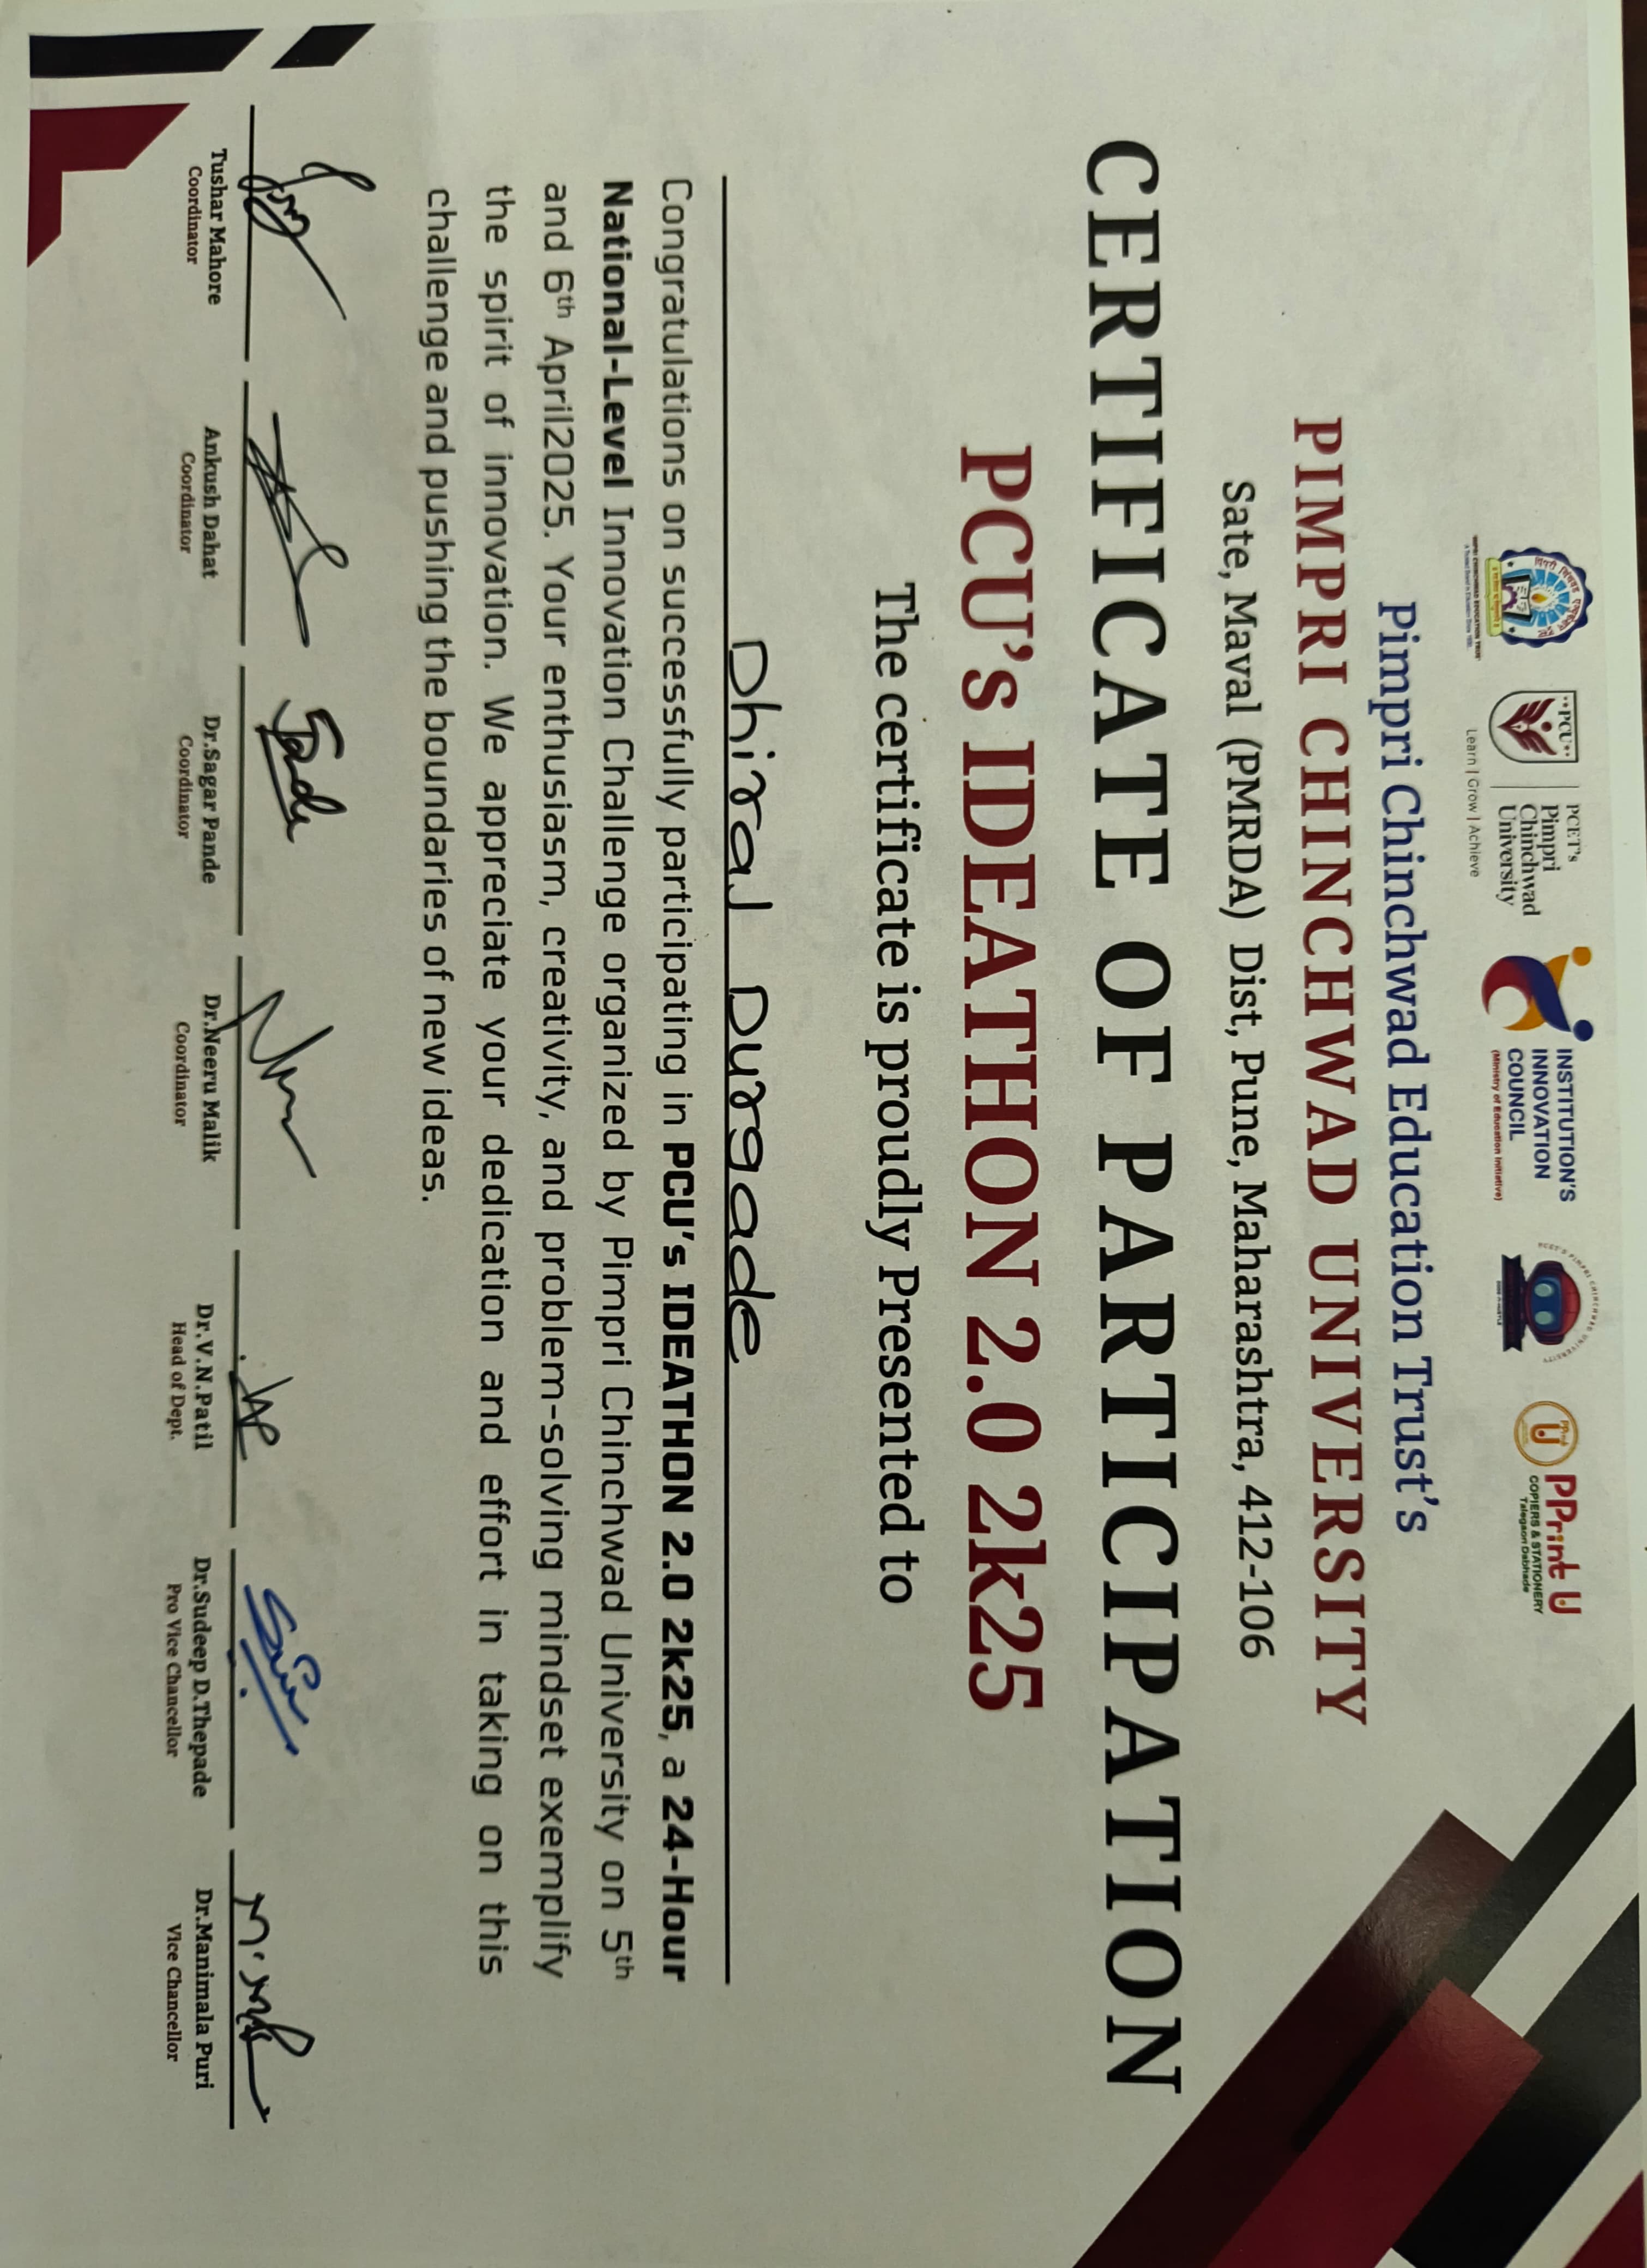 PCU
Learn | Grow | Achieve
PCET's
Pimpri
Chinchwad
University
INSTITUTION'S
INNOVATION
COUNCIL
(Ministry of Education Initiative)
PPrint U
COPIERS & STATIONERY
Talegaon Dabhade
Pimpri Chinchwad Education Trust's
PIMPRI CHINCHWAD UNIVERSITY
Sate, Maval (PMRDA) Dist, Pune, Maharashtra, 412-106
CERTIFICATE OF PARTICIPATION
PCU's IDEATHON 2.0 2k25
The certificate is proudly Presented to
Dhiraj Durgade
Congratulations on successfully participating in PCU's IDEATHON 2.0 2k25, a 24-Hour
National-Level Innovation Challenge organized by Pimpri Chinchwad University on 5th
and 6th April2025. Your enthusiasm, creativity, and problem-solving mindset exemplify
the spirit of innovation. We appreciate your dedication and effort in taking on this
challenge and pushing the boundaries of new ideas.
Tushar Mahore
Coordinator
Ankush Dahat
Coordinator
Dr.Sagar Pande
Coordinator
Dr.Neeru Malik
Coordinator
Dr.V.N.Patil
Head of Dept.
Dr.Sudeep D.Thepade
Pro Vice Chancellor
Dr.Manimala Puri
Vice Chancellor